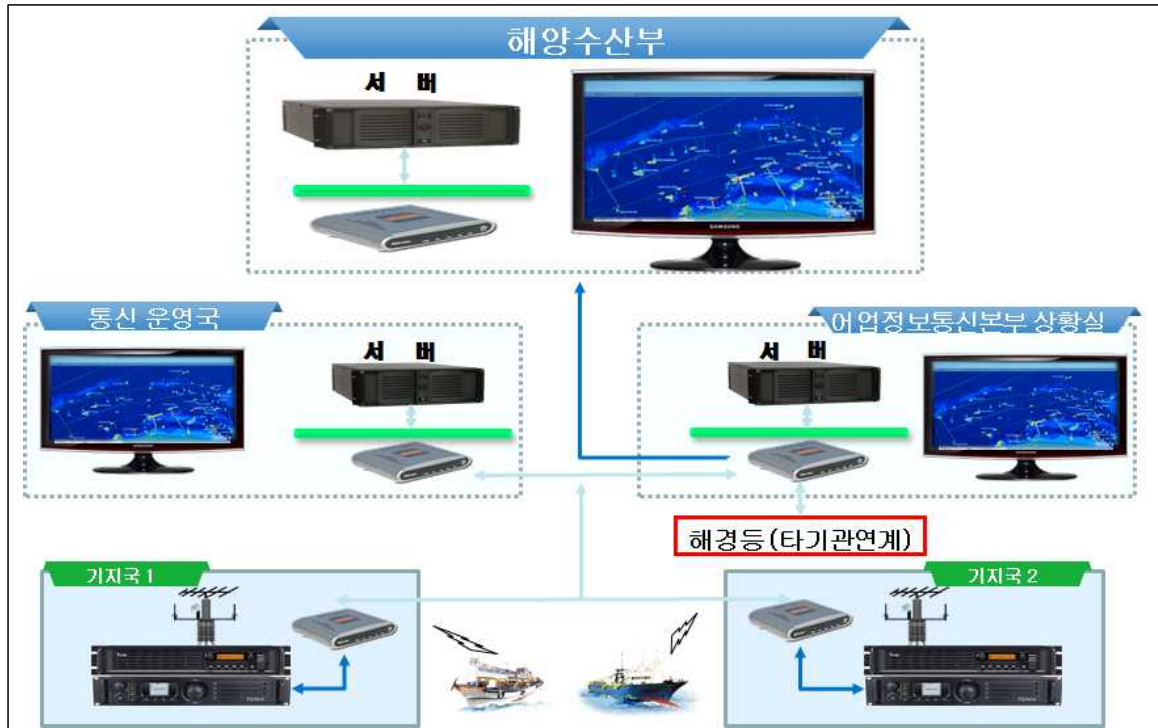 해양수산부
서 버
SAMSUNG
통신 운영국
어업정보통신본부 상황실
서 버
서 버
해경등(타기관연계)
기지국 1
기지국 2